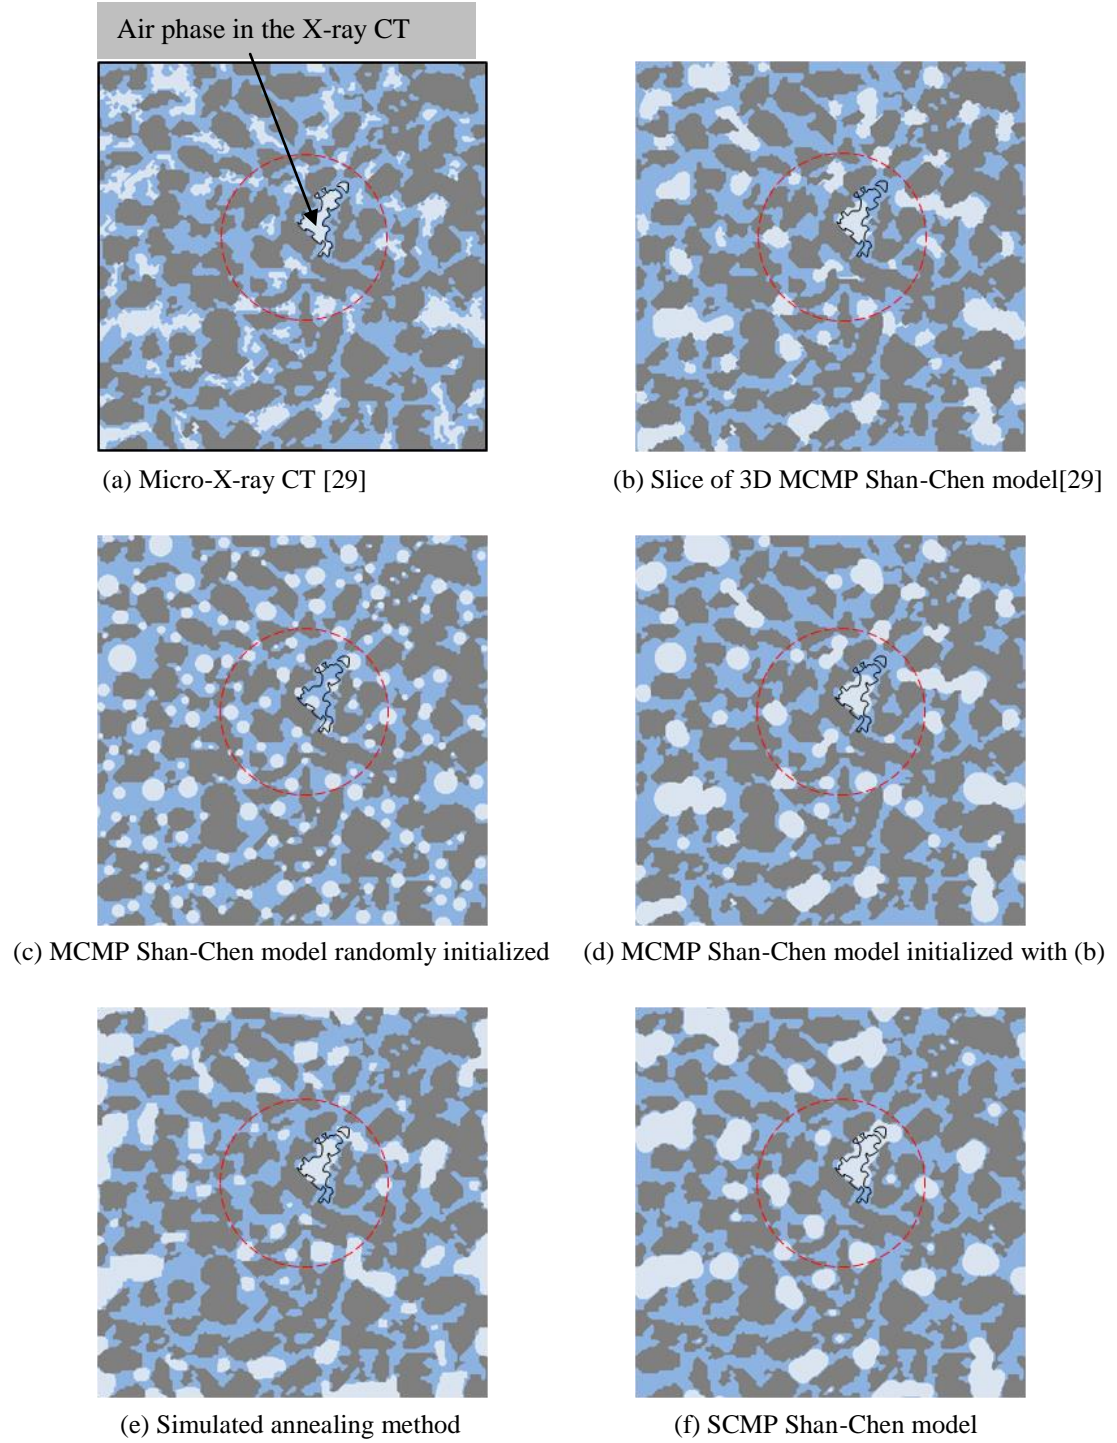 Air phase in the X-ray CT
(a) Micro-X-ray CT [29]
(b) Slice of 3D MCMP Shan-Chen model[29]
(c) MCMP Shan-Chen model randomly initialized
(d) MCMP Shan-Chen model initialized with (b)
(e) Simulated annealing method
(f) SCMP Shan-Chen model